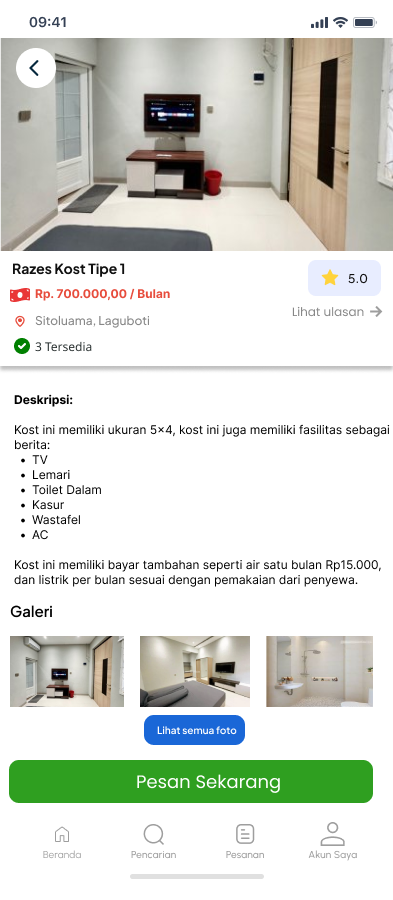 09:41
Razes Kost Tipe 1
5.0
Rp. 700.000,00 / Bulan
Lihat ulasan
Sitoluama, Laguboti
3 Tersedia
Deskripsi:
Kost ini memiliki ukuran 5x4, kost ini juga memiliki fasilitas sebagai
berita:
• TV
• Lemari
• Toilet Dalam
• Kasur
• Wastafel
• AC
Kost ini memiliki bayar tambahan seperti air satu bulan Rp15.000,
dan listrik per bulan sesuai dengan pemakaian dari penyewa.
Galeri
Lihat semua foto
Pesan Sekarang
Beranda
Pencarian
Pesanan
Akun Saya